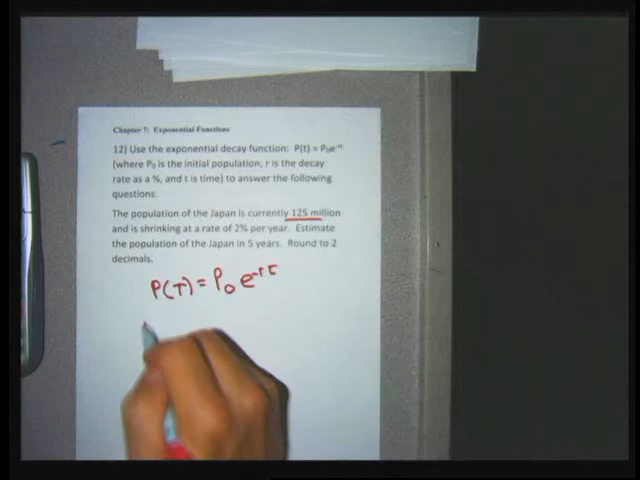 Chapter 7: Exponential Functions
12) Use the exponential decay function: P(t) = P₀e⁻ʳᵗ
(where P₀ is the initial population, r is the decay
rate as a %, and t is time) to answer the following
questions.
The population of the Japan is currently 125 million
and is shrinking at a rate of 2% per year. Estimate
the population of the Japan in 5 years. Round to 2
decimals.
P(T) = P₀ e⁻ʳᵗ